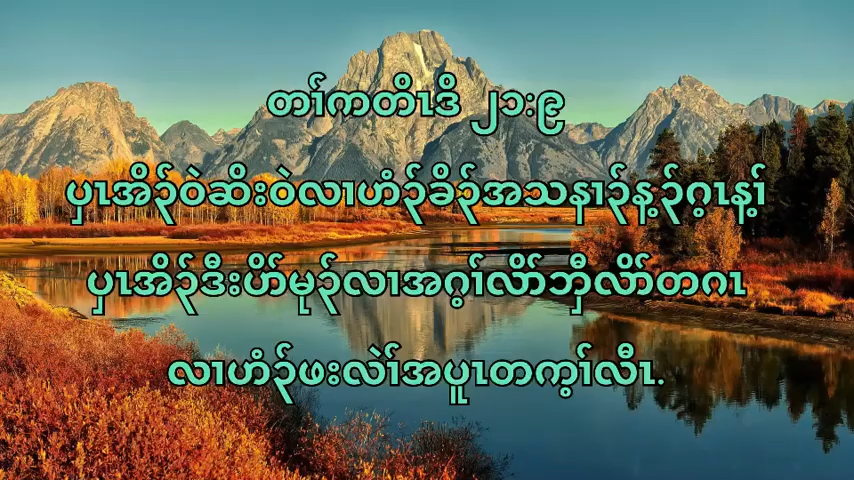 တၢ်ကတိၤဒိ ၂၁:၉
ပှၤအိၣ်ဝဲဆိးဝဲလၢဟံၣ်ခိၣ်အသနၢၣ်န့ၣ်ဂ့ၤန့ၢ်
ပှၤအိၣ်ဒီးပိာ်မုၣ်လၢအဂ့ၢ်လိာ်ဘှီလိာ်တဂၤ
လၢဟံၣ်ဖးလဲၢ်အပူၤတက့ၢ်လီၤ.